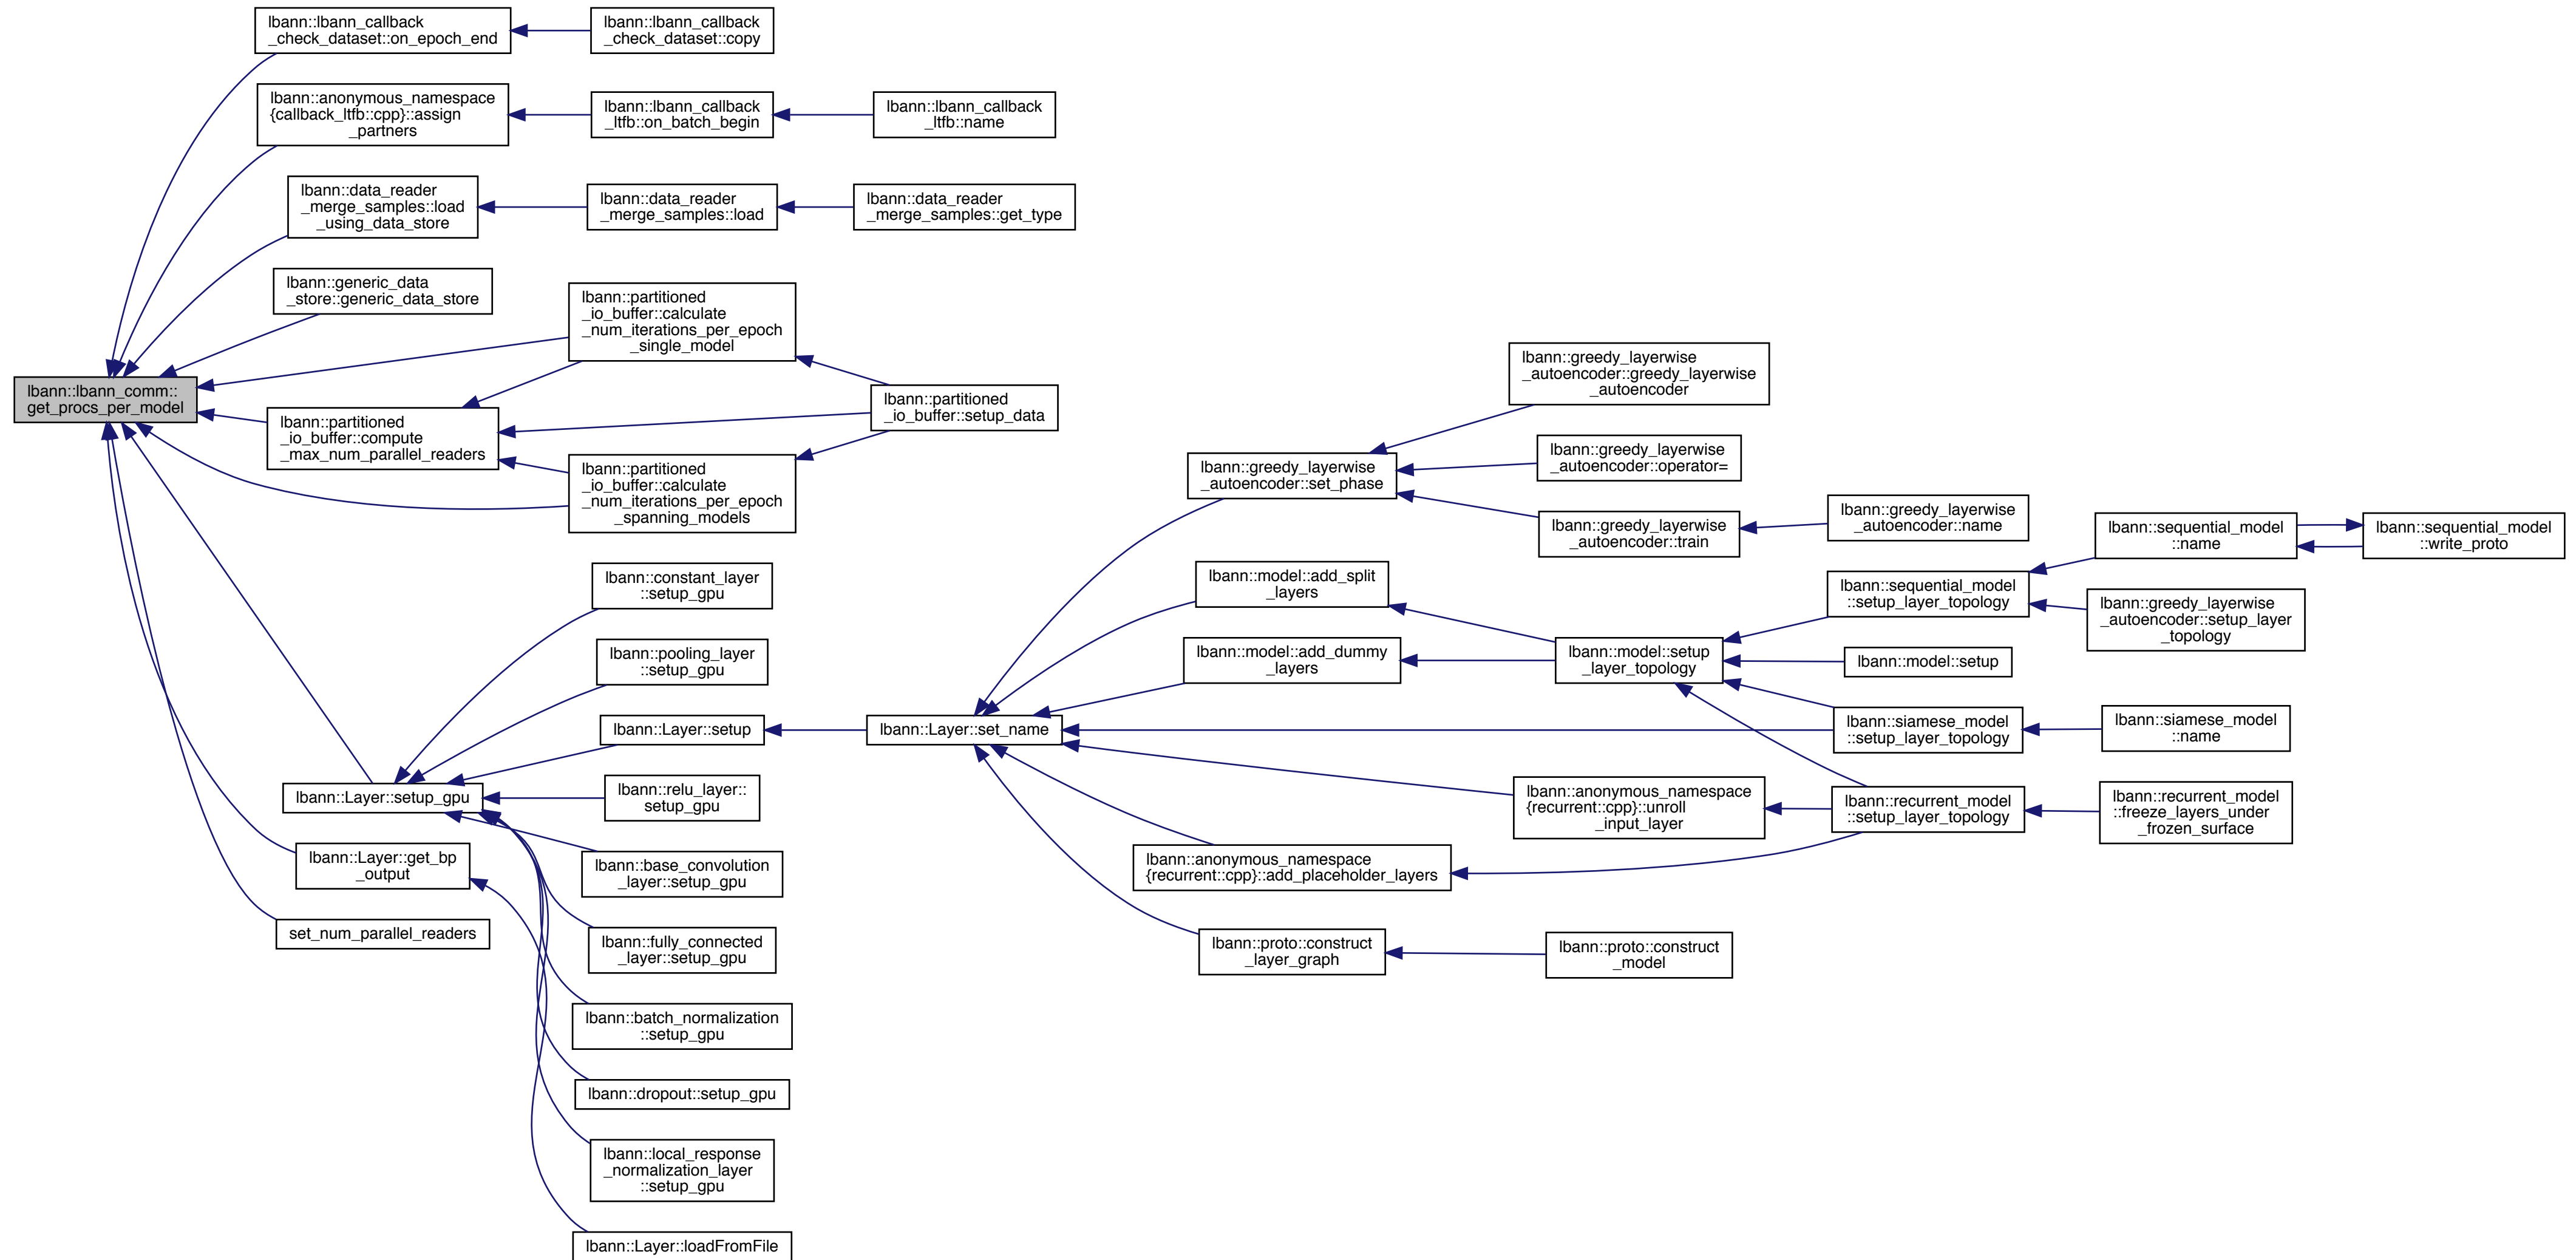 lbann::lbann_comm::
get_procs_per_model
lbann::lbann_callback
_check_dataset::on_epoch_end
lbann::lbann_callback
_check_dataset::copy
lbann::anonymous_namespace
{callback_ltfb::cpp}::assign
_partners
lbann::lbann_callback
_ltfb::on_batch_begin
lbann::lbann_callback
_ltfb::name
lbann::data_reader
_merge_samples::load
_using_data_store
lbann::data_reader
_merge_samples::load
lbann::data_reader
_merge_samples::get_type
lbann::generic_data
_store::generic_data_store
lbann::partitioned
_io_buffer::calculate
_num_iterations_per_epoch
_single_model
lbann::partitioned
_io_buffer::compute
_max_num_parallel_readers
lbann::partitioned
_io_buffer::setup_data
lbann::partitioned
_io_buffer::calculate
_num_iterations_per_epoch
_spanning_models
lbann::constant_layer
::setup_gpu
lbann::pooling_layer
::setup_gpu
lbann::Layer::setup
lbann::Layer::setup_gpu
lbann::relu_layer::
setup_gpu
lbann::base_convolution
_layer::setup_gpu
lbann::Layer::get_bp
_output
lbann::fully_connected
_layer::setup_gpu
set_num_parallel_readers
lbann::batch_normalization
::setup_gpu
lbann::dropout::setup_gpu
lbann::local_response
_normalization_layer
::setup_gpu
lbann::Layer::loadFromFile
lbann::Layer::set_name
lbann::greedy_layerwise
_autoencoder::set_phase
lbann::greedy_layerwise
_autoencoder::greedy_layerwise
_autoencoder
lbann::greedy_layerwise
_autoencoder::operator=
lbann::greedy_layerwise
_autoencoder::train
lbann::greedy_layerwise
_autoencoder::name
lbann::model::add_split
_layers
lbann::model::add_dummy
_layers
lbann::model::setup
_layer_topology
lbann::sequential_model
::setup_layer_topology
lbann::sequential_model
::name
lbann::sequential_model
::write_proto
lbann::greedy_layerwise
_autoencoder::setup_layer
_topology
lbann::model::setup
lbann::siamese_model
::setup_layer_topology
lbann::siamese_model
::name
lbann::anonymous_namespace
{recurrent::cpp}::unroll
_input_layer
lbann::recurrent_model
::setup_layer_topology
lbann::recurrent_model
::freeze_layers_under
_frozen_surface
lbann::anonymous_namespace
{recurrent::cpp}::add_placeholder_layers
lbann::proto::construct
_layer_graph
lbann::proto::construct
_model